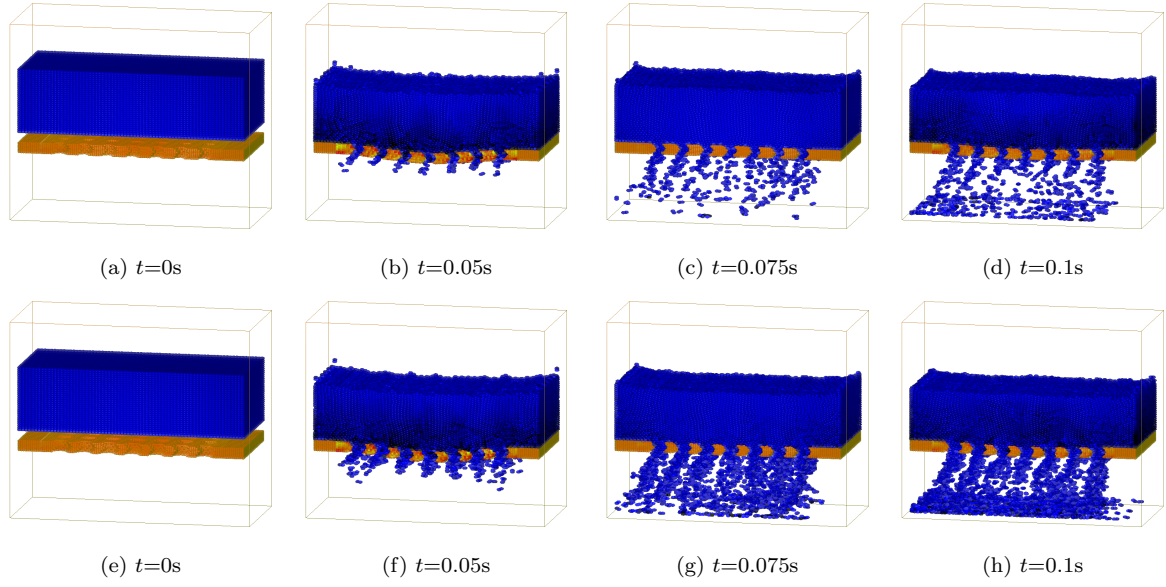 (a) t=0s
(b) t=0.05s
(c) t=0.075s
(d) t=0.1s
(e) t=0s
(f) t=0.05s
(g) t=0.075s
(h) t=0.1s